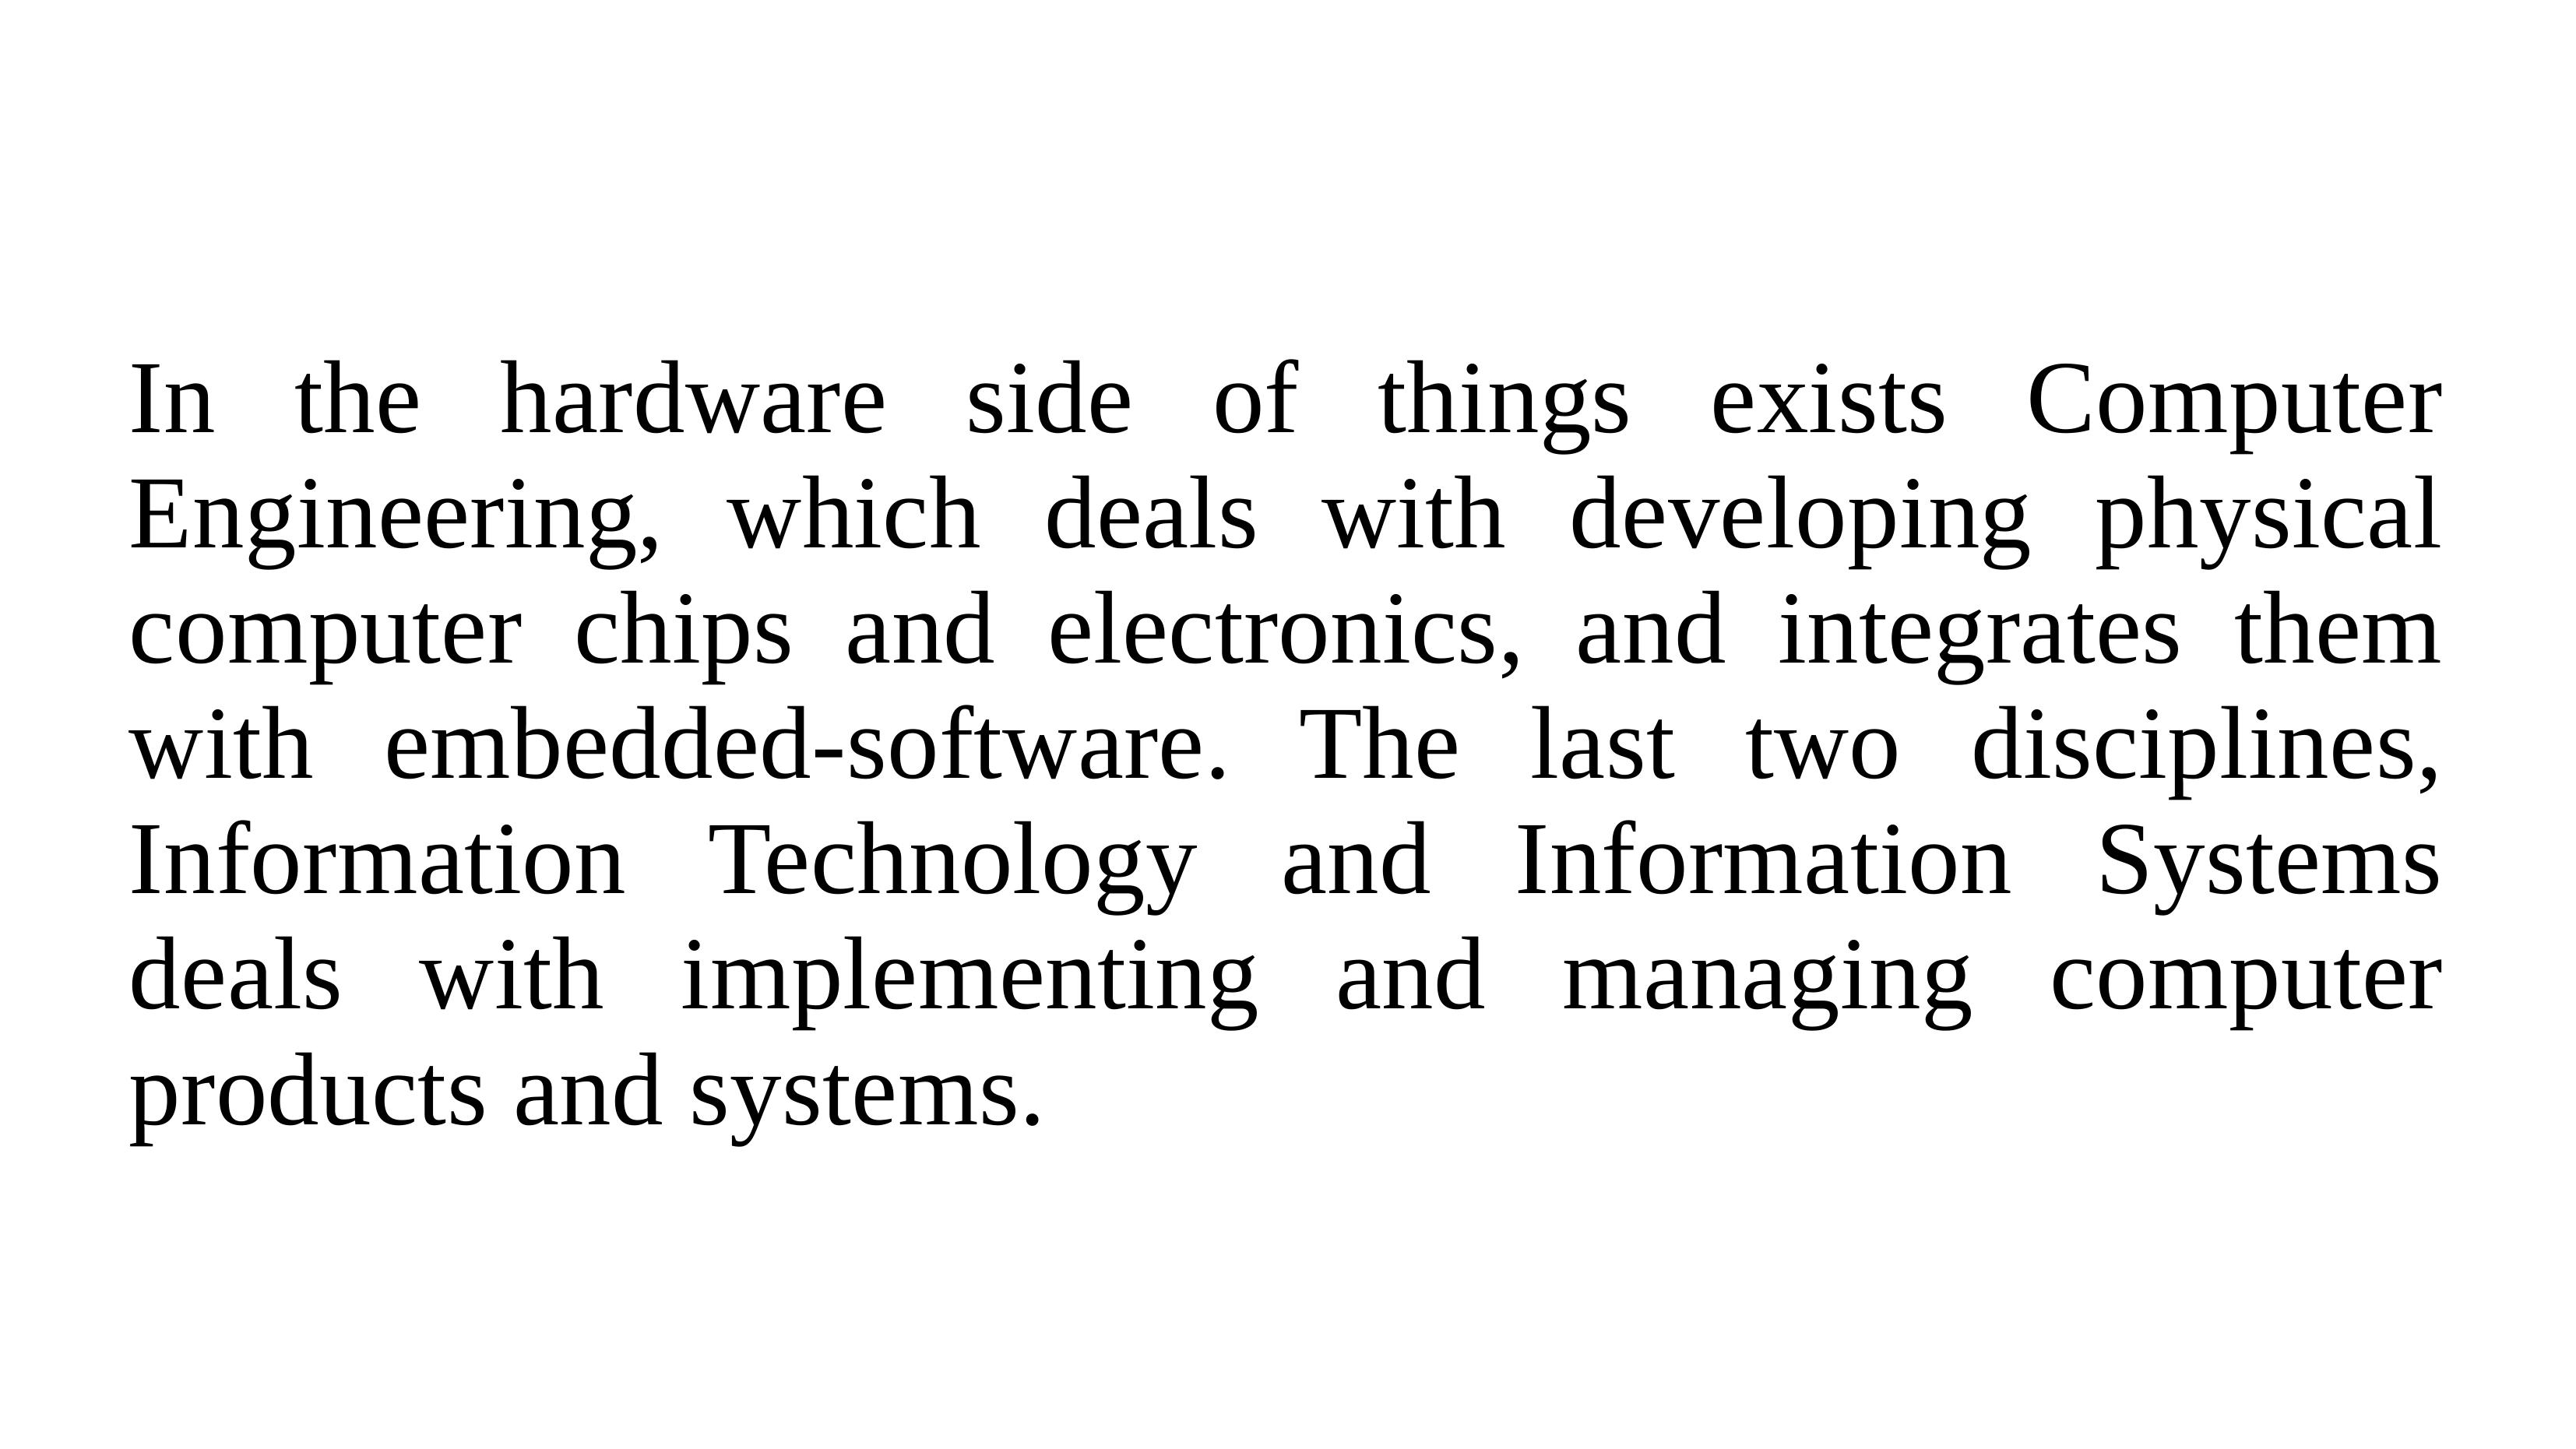 In the hardware side of things exists Computer
Engineering, which deals with developing physical
computer chips and electronics, and integrates them
with embedded-software. The last two disciplines,
Information Technology and Information Systems
deals with implementing and managing computer
products and systems.